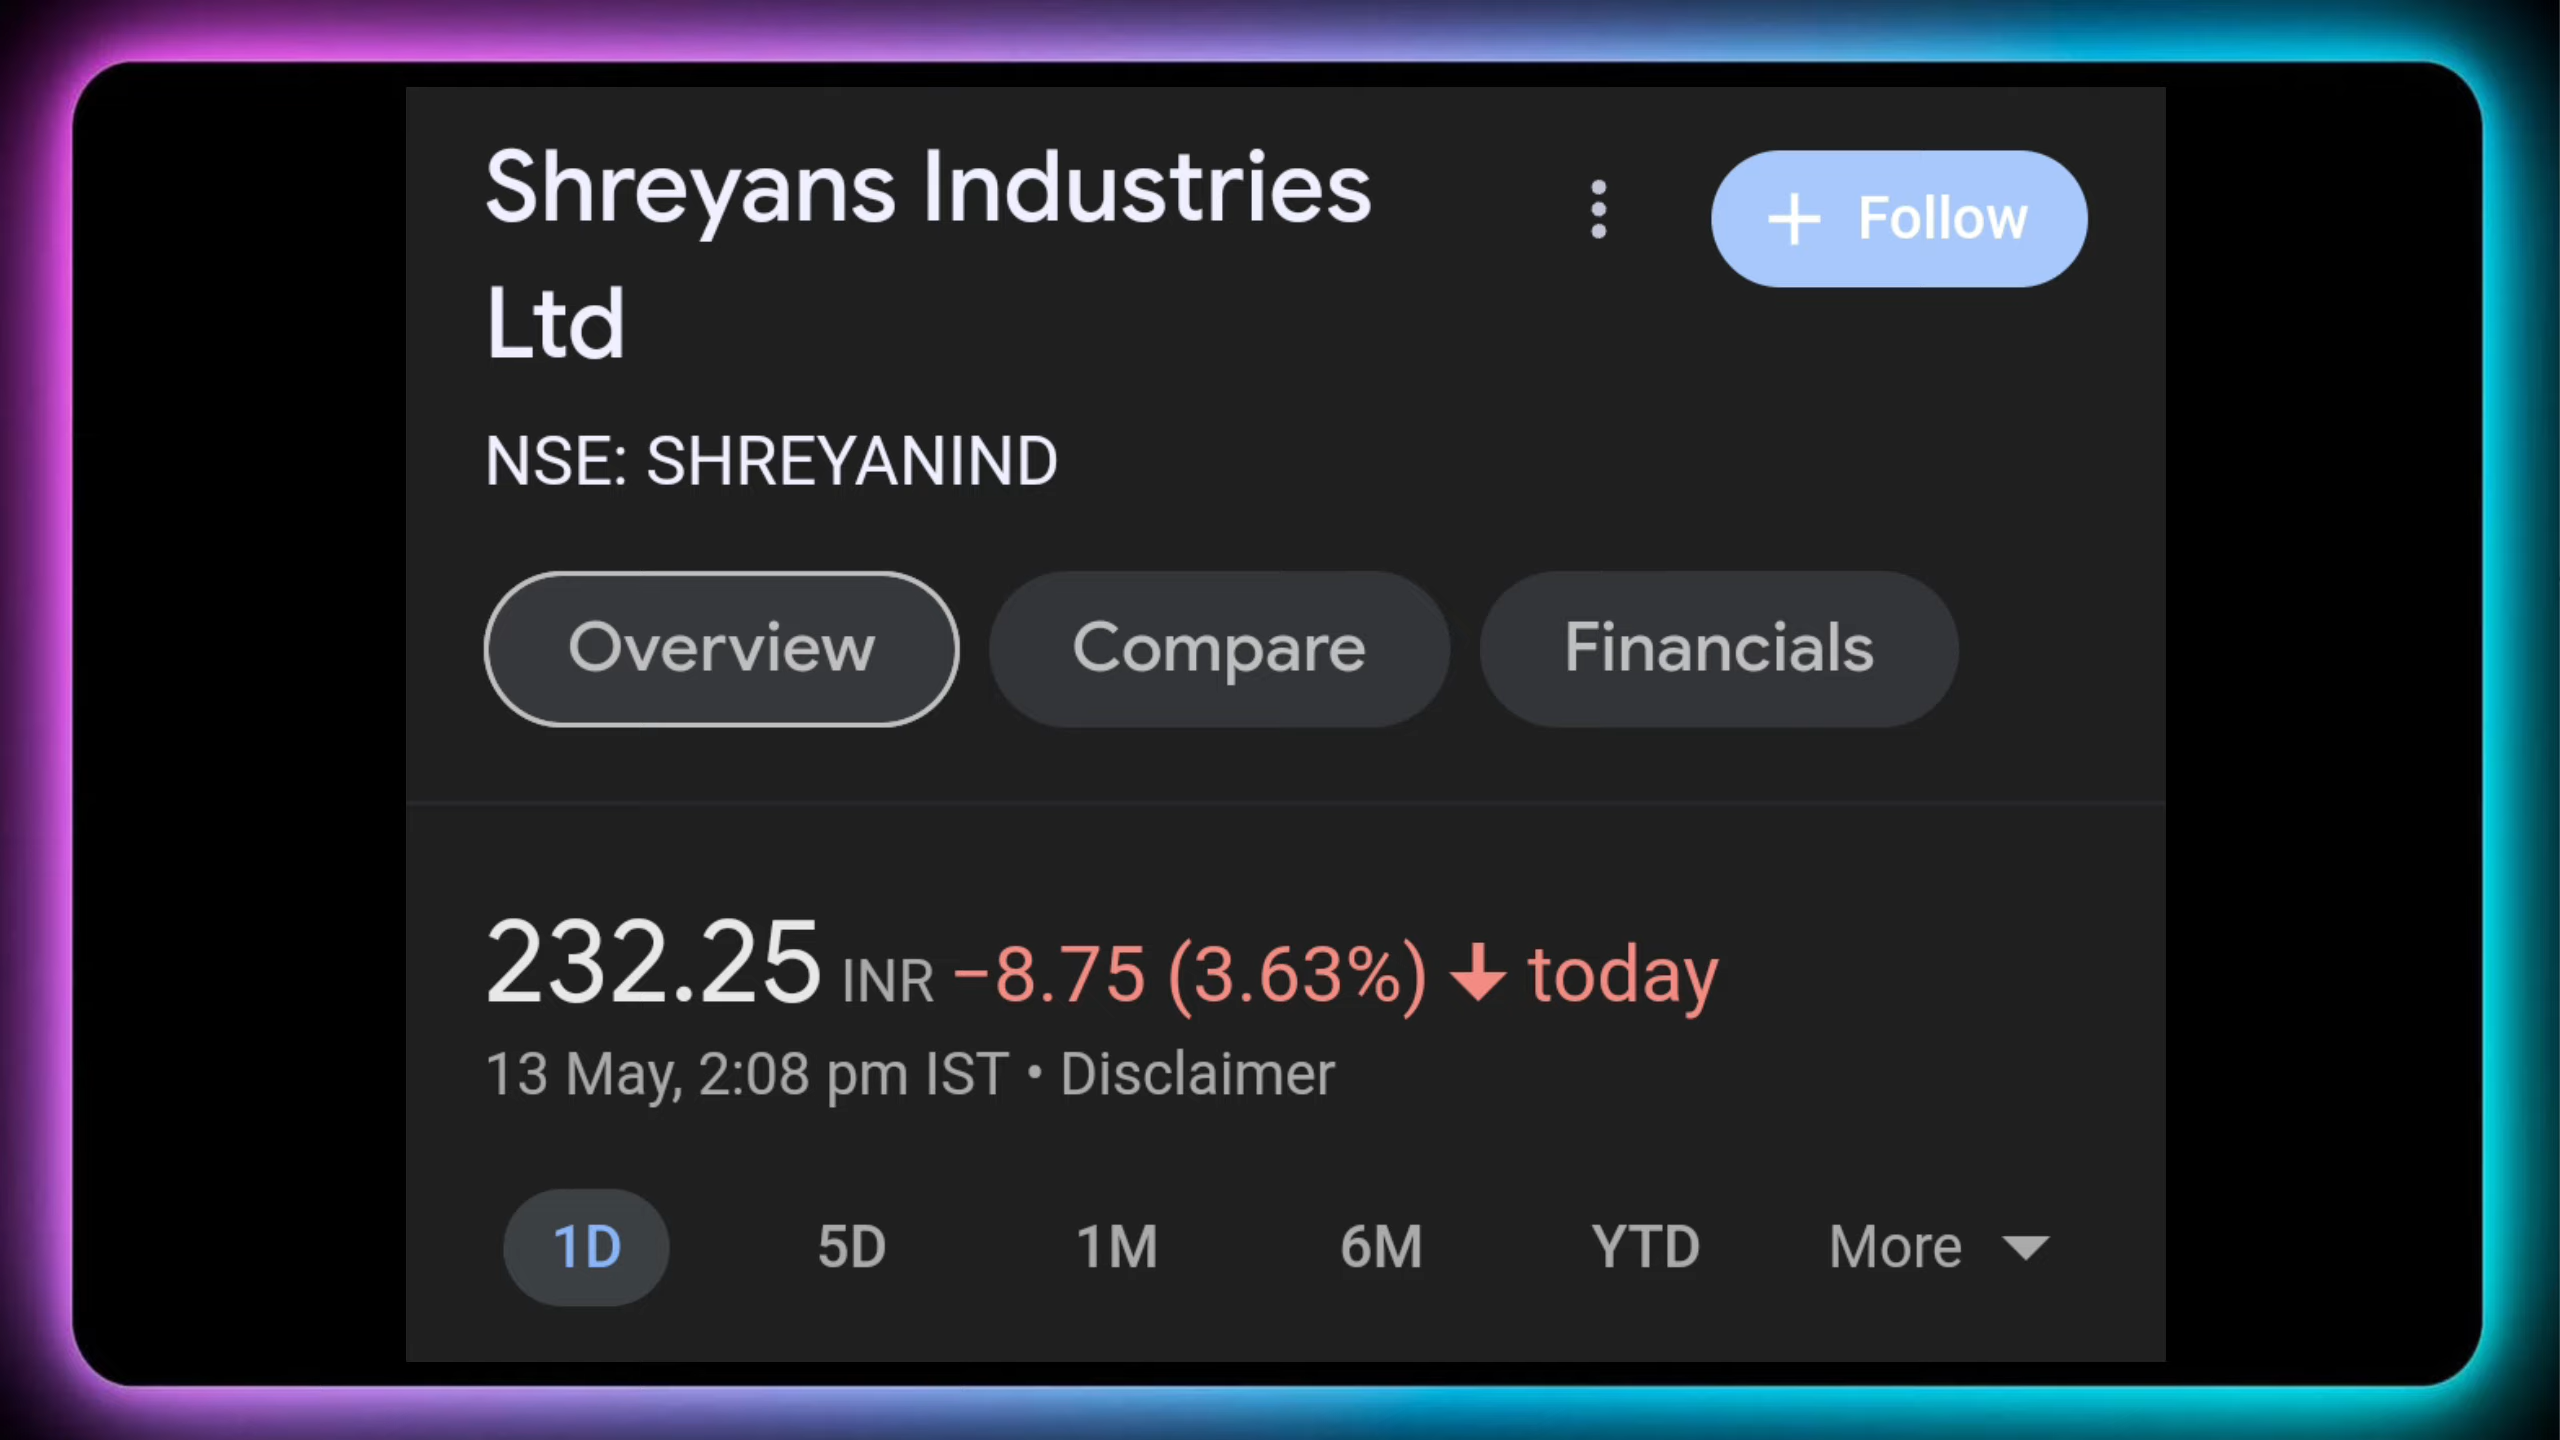 Shreyans Industries
Ltd
+ Follow
NSE: SHREYANIND
Overview Compare Financials
232.25 INR −8.75 (3.63%) ↓ today
13 May, 2:08 pm IST • Disclaimer
1D 5D 1M 6M YTD More